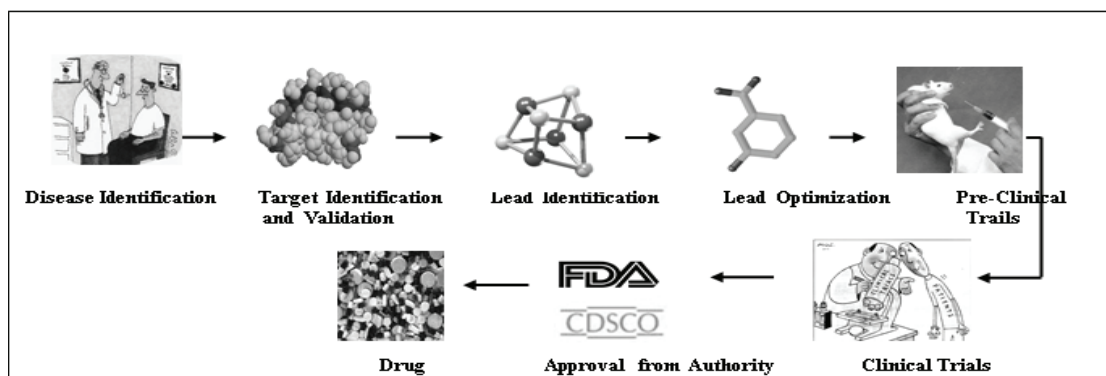 Disease Identification
Target Identification
and Validation
Lead Identification
Lead Optimization
Pre-Clinical
Trails
FDA
CDSCO
PATIENTS
Drug
Approval from Authority
Clinical Trials